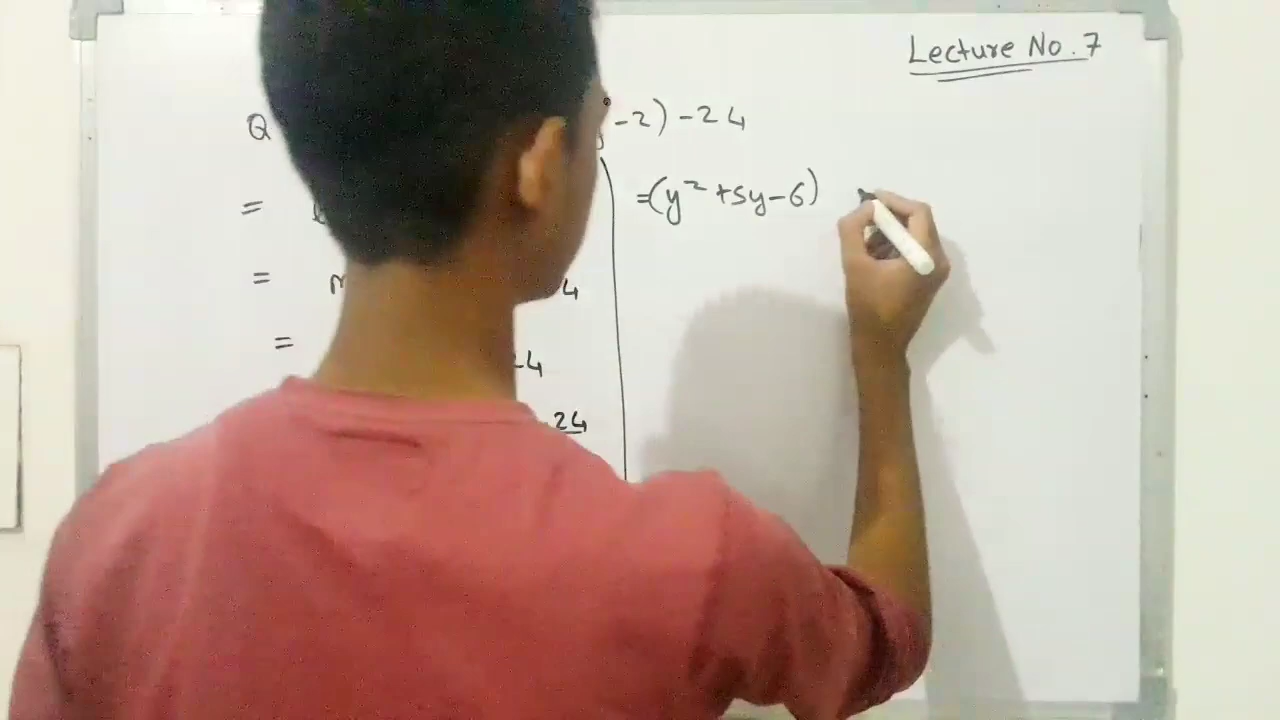 Lecture No. 7
Q -2) -24
=
=(y² +5y-6)
= 4
= 24
24